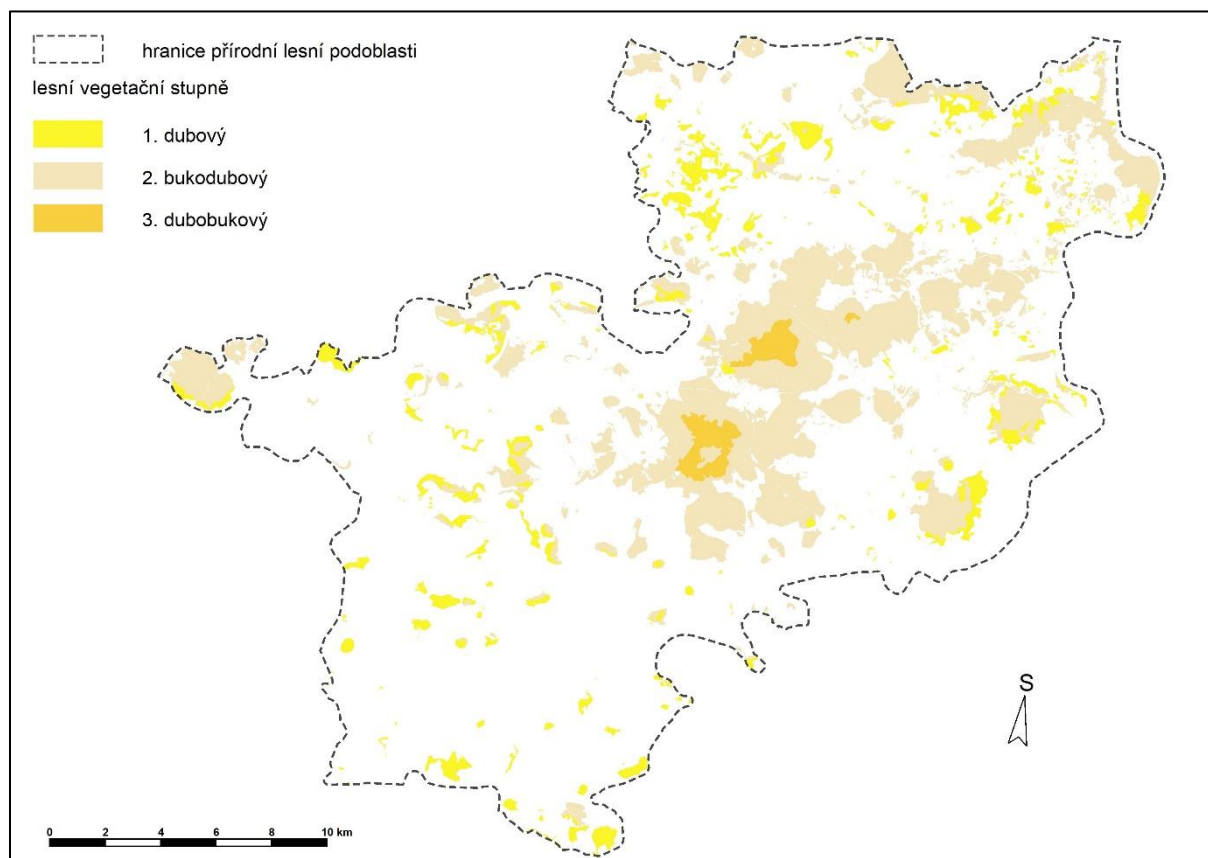 hranice přírodní lesní podoblasti
lesní vegetační stupně
1. dubový
2. bukodubový
3. dubobukový
S
0 2 4 6 8 10 km